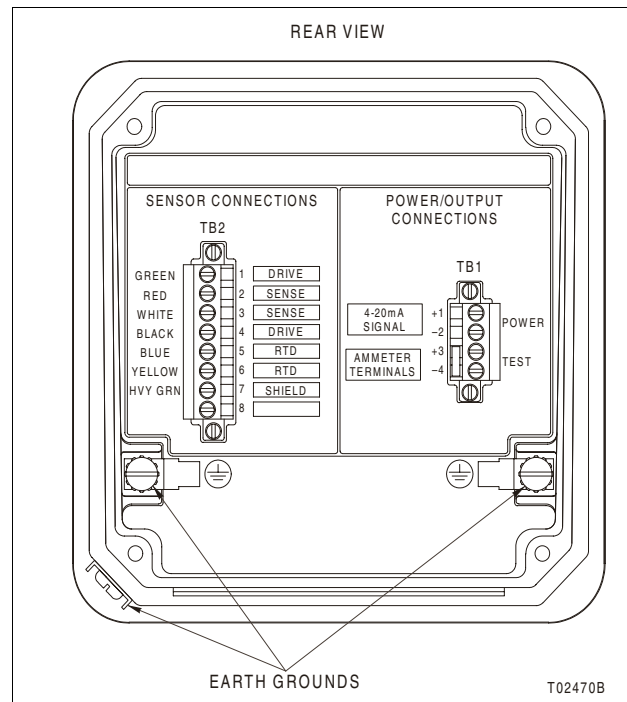 REAR VIEW
SENSOR CONNECTIONS
TB2
GREEN 1 DRIVE
RED 2 SENSE
WHITE 3 SENSE
BLACK 4 DRIVE
BLUE 5 RTD
YELLOW 6 RTD
HVY GRN 7 SHIELD
8
POWER/OUTPUT
CONNECTIONS
TB1
4-20mA
SIGNAL
+1
−2
POWER
AMMETER
TERMINALS
+3
−4
TEST
EARTH GROUNDS
T02470B